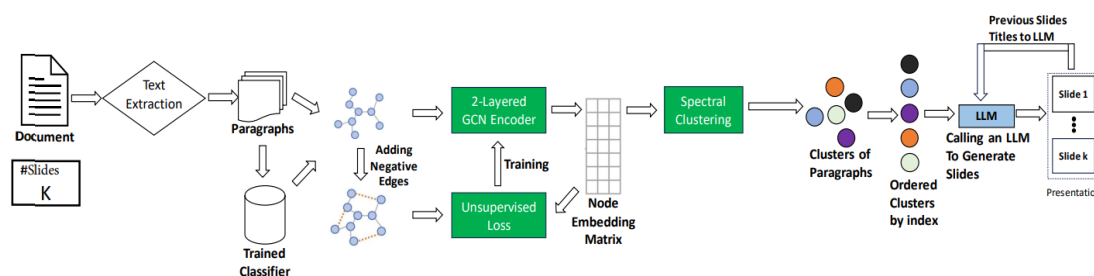 Document
#Slides
K
Text
Extraction
Paragraphs
Trained
Classifier
Adding
Negative
Edges
2-Layered
GCN Encoder
Training
Unsupervised
Loss
Node
Embedding
Matrix
Spectral
Clustering
Clusters of
Paragraphs
Ordered
Clusters
by index
Previous Slides
Titles to LLM
LLM
Calling an LLM
To Generate
Slides
Slide 1
Slide k
Presentatio